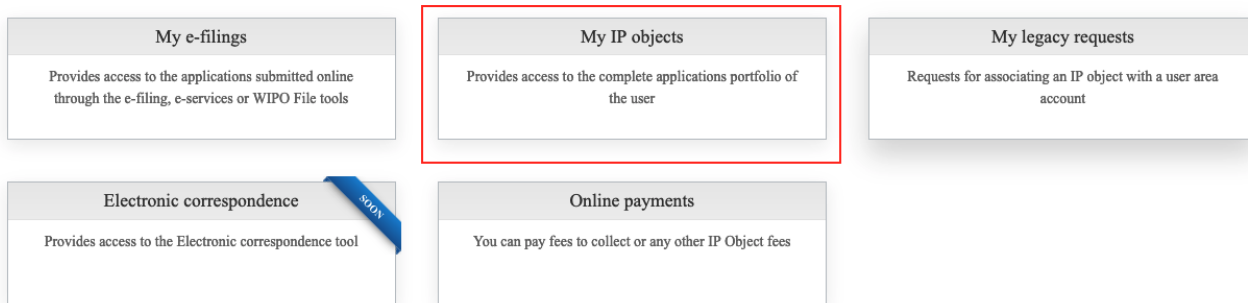 My e-filings
Provides access to the applications submitted online
through the e-filing, e-services or WIPO File tools
My IP objects
Provides access to the complete applications portfolio of
the user
My legacy requests
Requests for associating an IP object with a user area
account
Electronic correspondence
SOON
Provides access to the Electronic correspondence tool
Online payments
You can pay fees to collect or any other IP Object fees